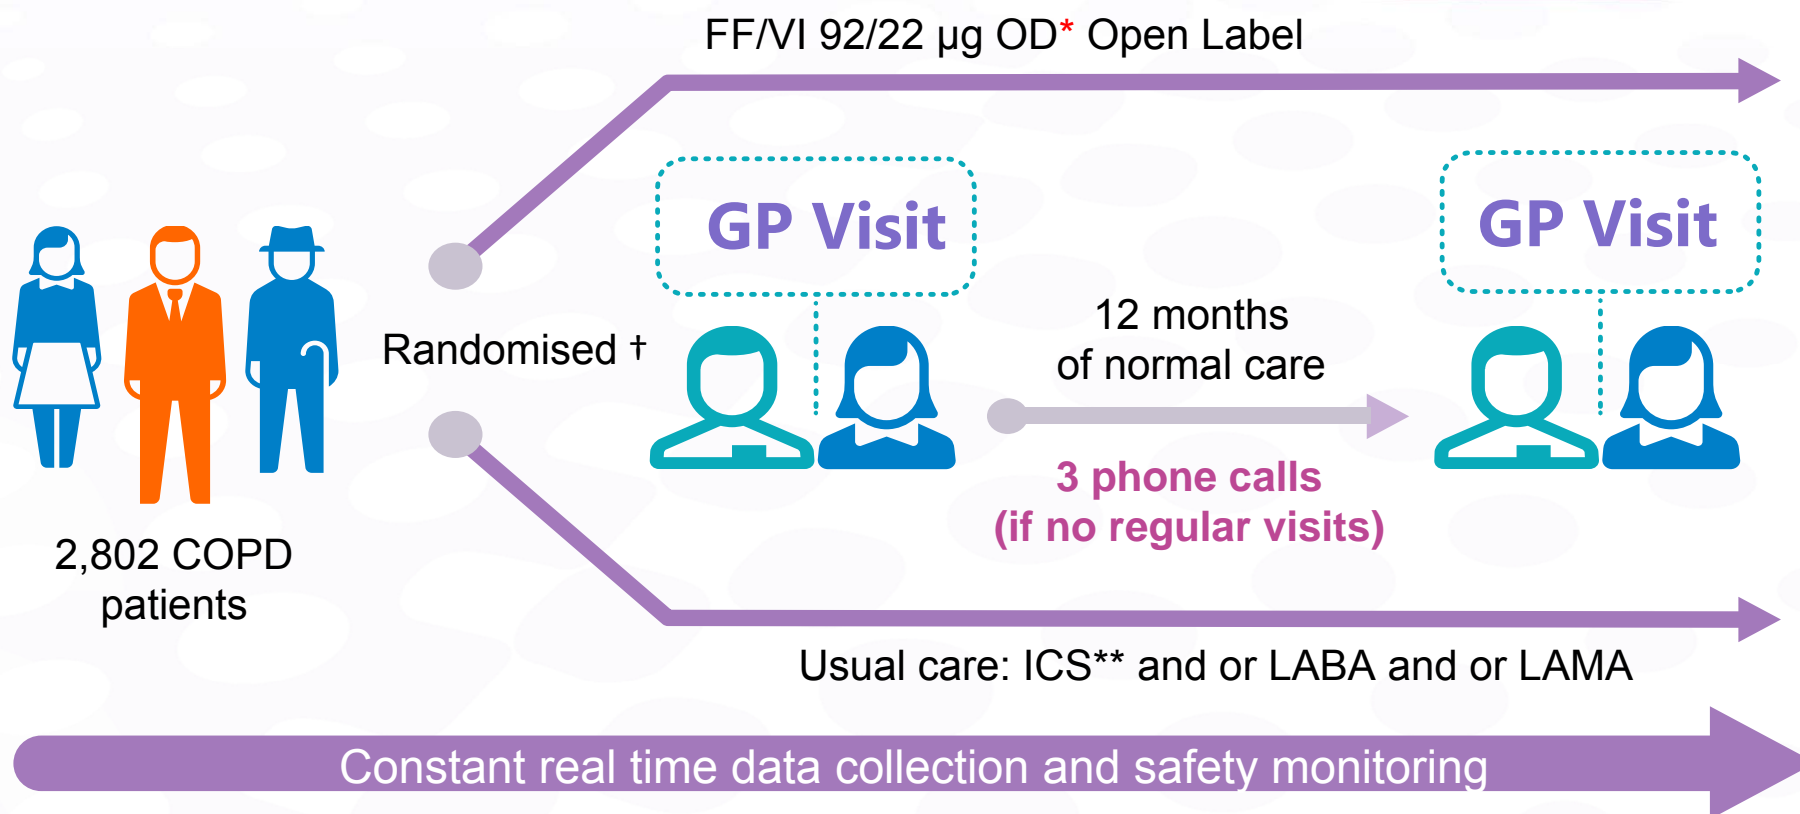 FF/VI 92/22 µg OD* Open Label
GP Visit
GP Visit
Randomised †
12 months
of normal care
3 phone calls
(if no regular visits)
2,802 COPD
patients
Usual care: ICS** and or LABA and or LAMA
Constant real time data collection and safety monitoring